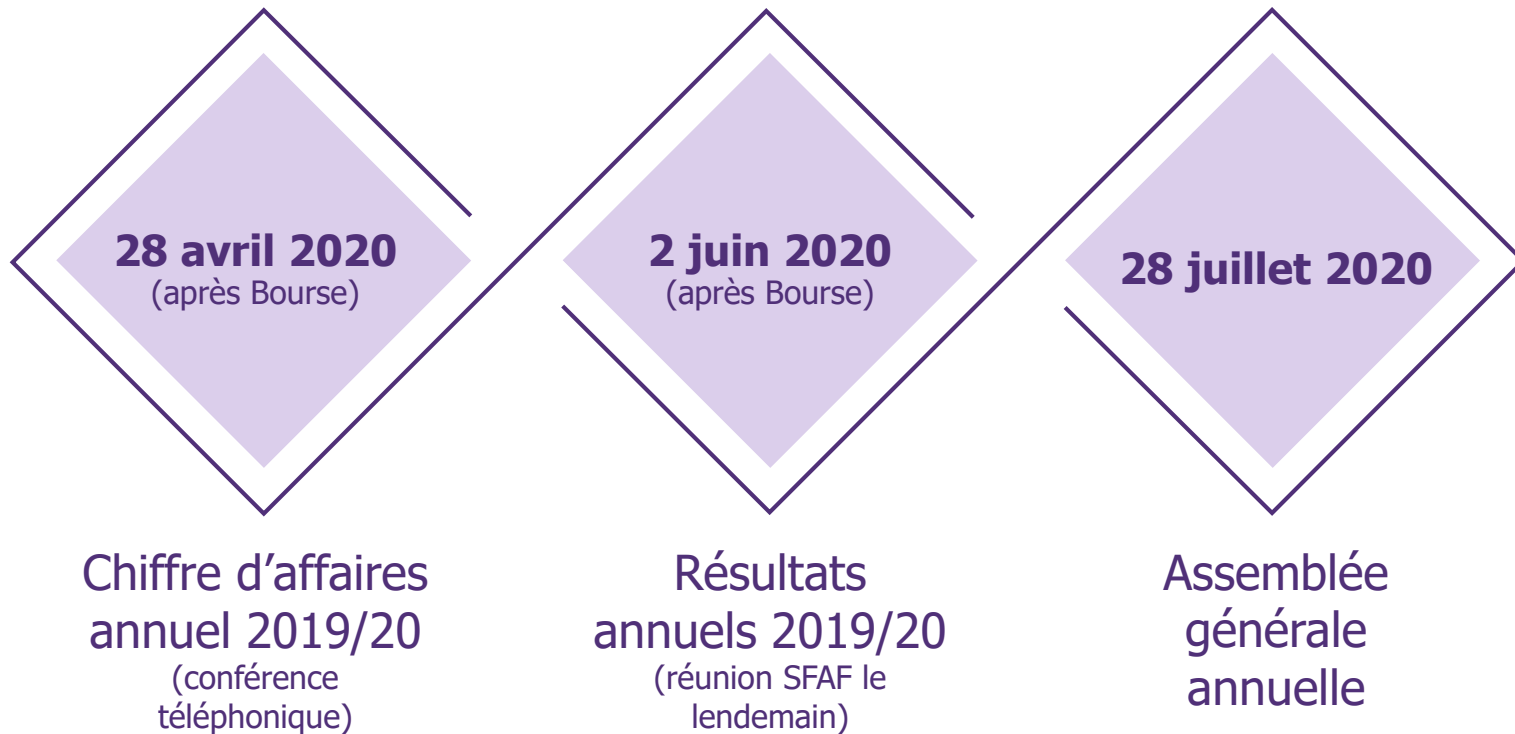 28 avril 2020
(après Bourse)
Chiffre d’affaires
annuel 2019/20
(conférence
téléphonique)
2 juin 2020
(après Bourse)
Résultats
annuels 2019/20
(réunion SFAF le
lendemain)
28 juillet 2020
Assemblée
générale
annuelle